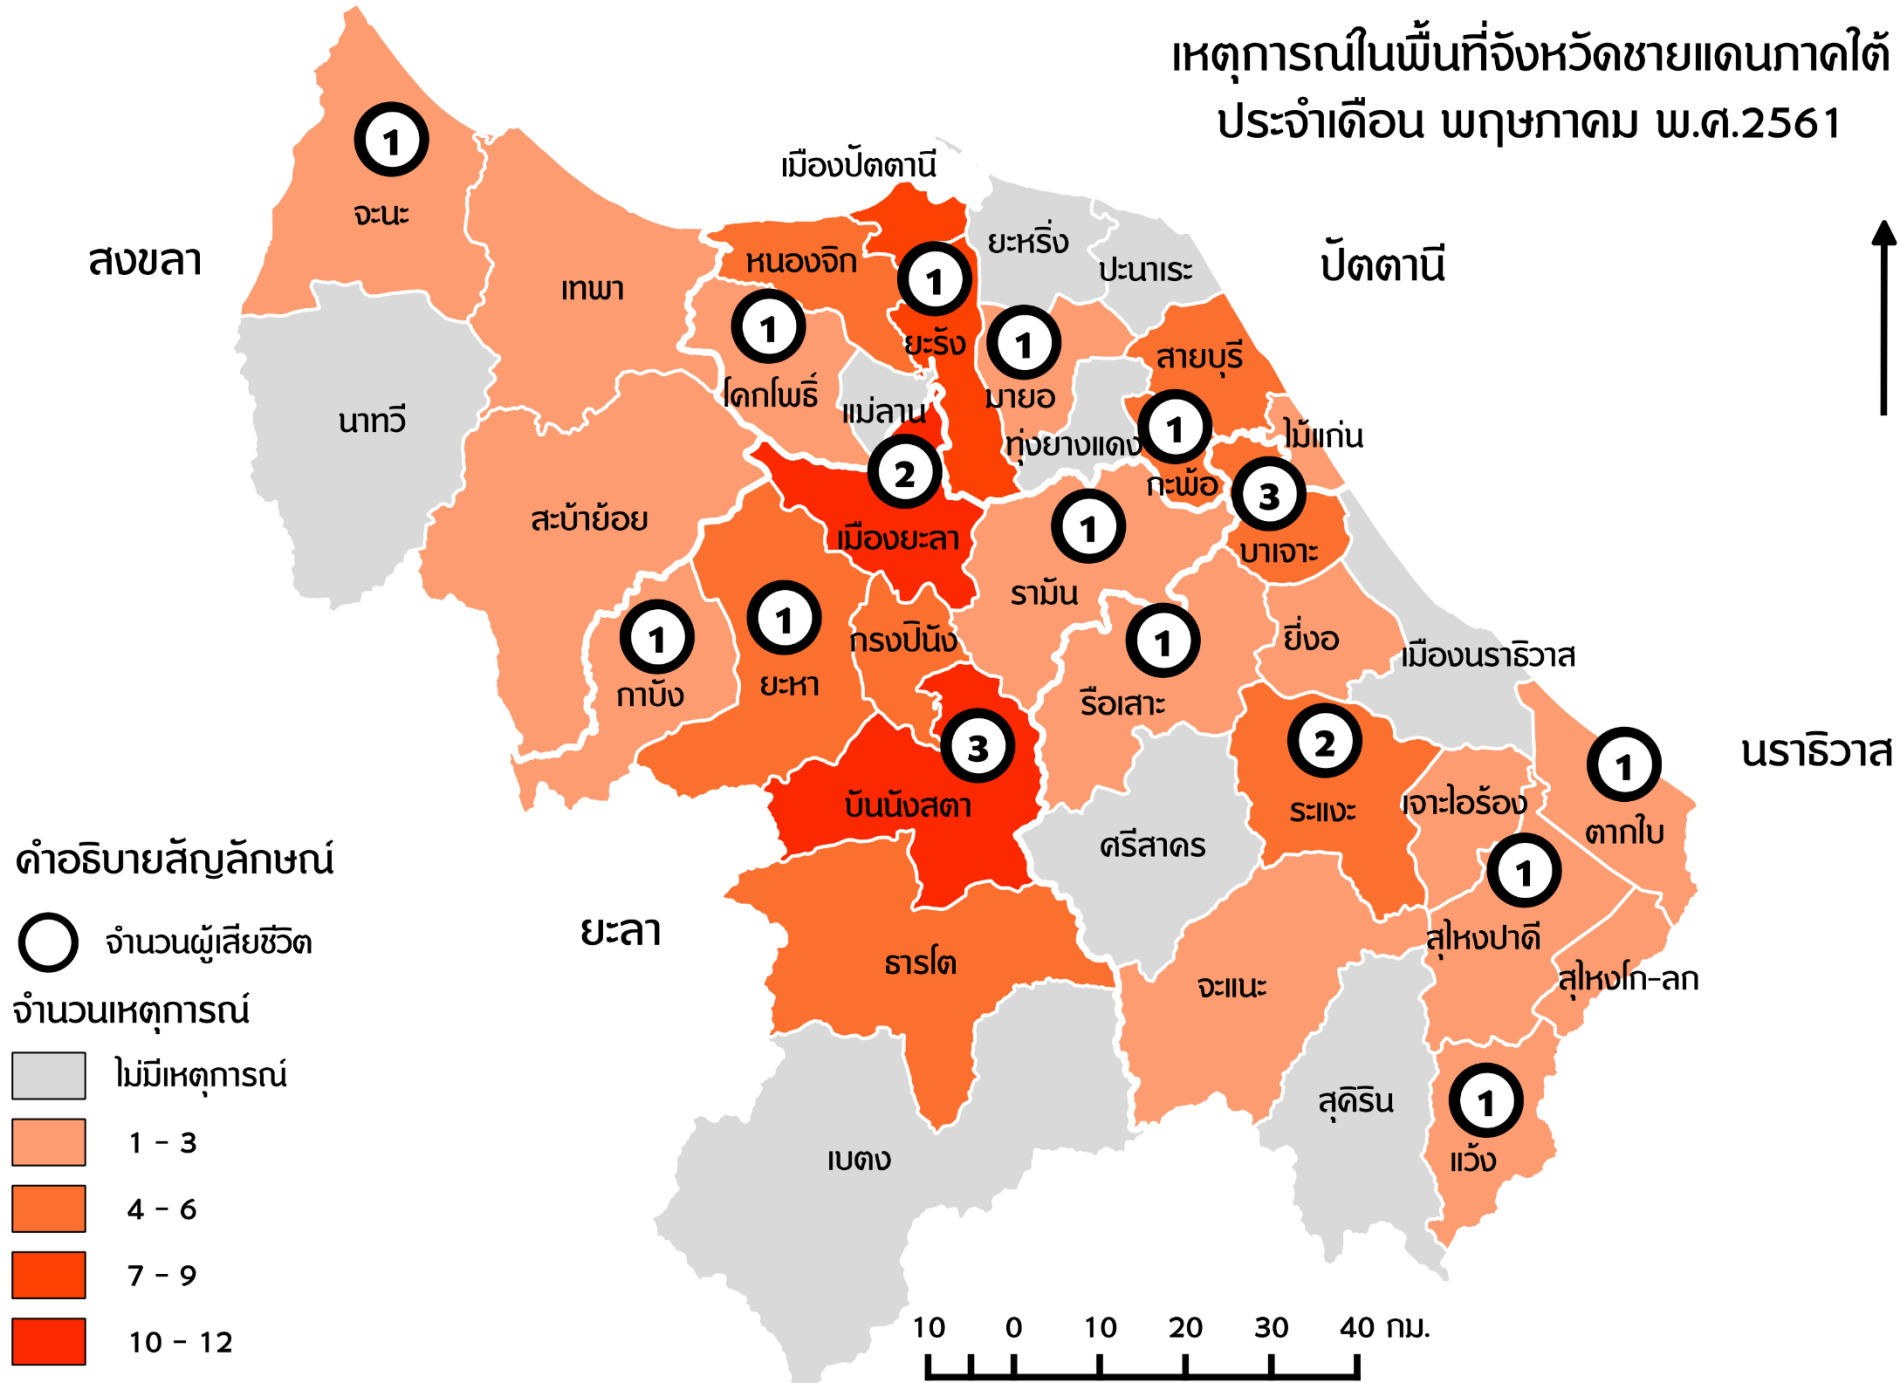 เหตุการณ์ในพื้นที่จังหวัดชายแดนภาคใต้
ประจำเดือน พฤษภาคม พ.ศ.2561
1
จะนะ
สงขลา
เทพา
นาทวี
สะบ้าย้อย
เมืองปัตตานี
หนองจิก
1
ยะรัง
1
โคกโพธิ์
แม่ลาน
ยะหริ่ง
ปะนาเระ
ปัตตานี
1
มายอ
ทุ่งยางแดง
สายบุรี
1
กะพ้อ
ไม้แก่น
2
เมืองยะลา
3
บาเจาะ
1
รามัน
1
กาบัง
1
ยะหา
กรงปินัง
1
รือเสาะ
ยี่งอ
เมืองนราธิวาส
3
บันนังสตา
2
ระแงะ
1
ตากใบ
นราธิวาส
เจาะไอร้อง
ศรีสาคร
1
สุไหงปาดี
สุไหงโก-ลก
ยะลา
ธารโต
จะแนะ
สุคิริน
1
แว้ง
เบตง
คำอธิบายสัญลักษณ์
จำนวนผู้เสียชีวิต
จำนวนเหตุการณ์
ไม่มีเหตุการณ์
1 - 3
4 - 6
7 - 9
10 - 12
10 0 10 20 30 40 กม.